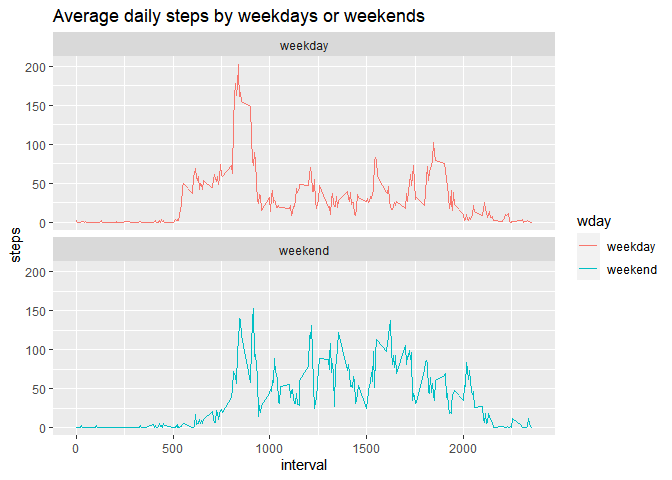 Average daily steps by weekdays or weekends
weekday
200
150
100
50
0
weekend
200
150
100
50
0
steps
0
500
1000
1500
2000
interval
wday
weekday
weekend